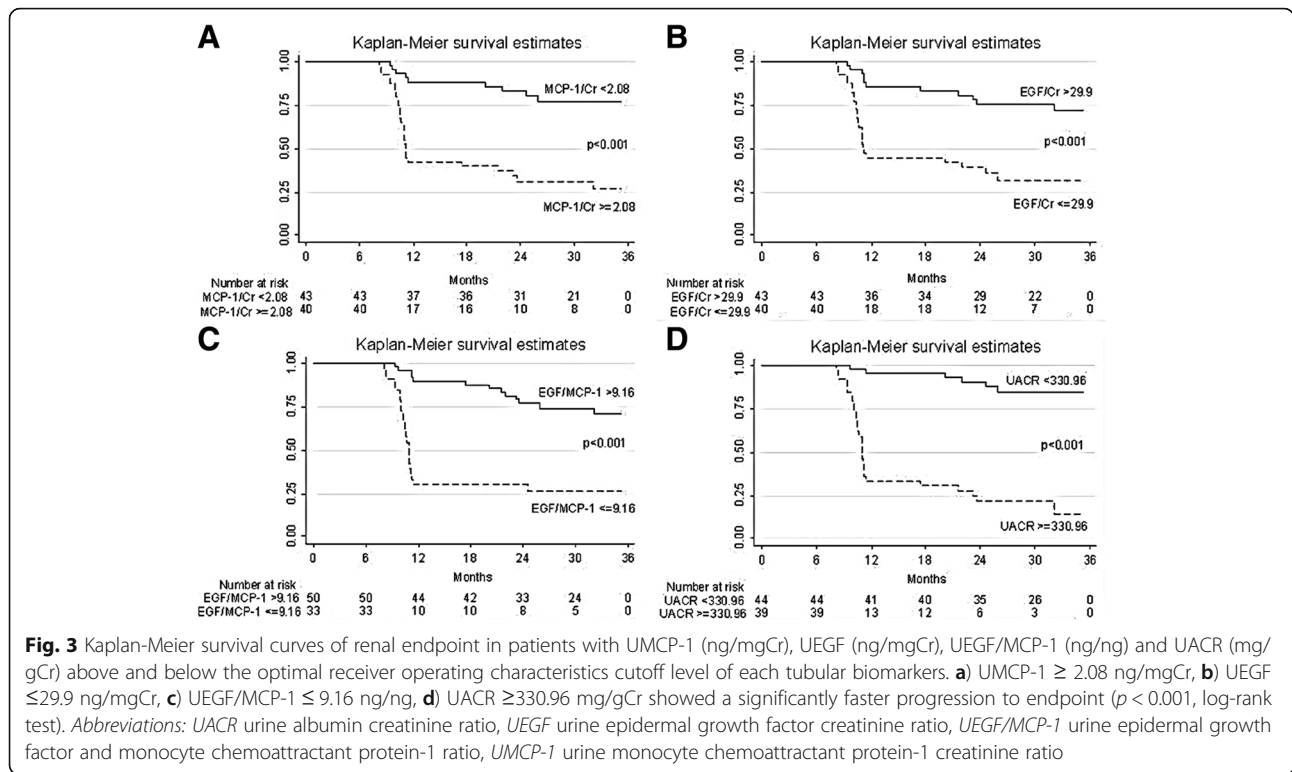 A
Kaplan-Meier survival estimates
1.00
0.75
0.50
0.25
0.00
MCP-1/Cr <2.08
p<0.001
MCP-1/Cr >=2.08
0 6 12 18 24 30 36
Months
Number at risk
MCP-1/Cr <2.08 43 43 37 36 31 21 0
MCP-1/Cr >=2.08 40 40 17 16 10 8 0
B
Kaplan-Meier survival estimates
1.00
0.75
0.50
0.25
0.00
EGF/Cr >29.9
p<0.001
EGF/Cr <=29.9
0 6 12 18 24 30 36
Months
Number at risk
EGF/Cr >29.9 43 43 36 34 29 22 0
EGF/Cr <=29.9 40 40 18 18 12 7 0
C
Kaplan-Meier survival estimates
1.00
0.75
0.50
0.25
0.00
EGF/MCP-1 >9.16
p<0.001
EGF/MCP-1 <=9.16
0 6 12 18 24 30 36
Months
Number at risk
EGF/MCP-1 >9.16 50 50 44 42 33 24 0
EGF/MCP-1 <=9.16 33 33 10 10 8 5 0
D
Kaplan-Meier survival estimates
1.00
0.75
0.50
0.25
0.00
UACR <330.96
p<0.001
UACR >=330.96
0 6 12 18 24 30 36
Months
Number at risk
UACR <330.96 44 44 41 40 35 26 0
UACR >=330.96 39 39 13 12 6 3 0
Fig. 3 Kaplan-Meier survival curves of renal endpoint in patients with UMCP-1 (ng/mgCr), UEGF (ng/mgCr), UEGF/MCP-1 (ng/ng) and UACR (mg/
gCr) above and below the optimal receiver operating characteristics cutoff level of each tubular biomarkers. a) UMCP-1 ≥ 2.08 ng/mgCr, b) UEGF
≤29.9 ng/mgCr, c) UEGF/MCP-1 ≤ 9.16 ng/ng, d) UACR ≥330.96 mg/gCr showed a significantly faster progression to endpoint (p < 0.001, log-rank
test). Abbreviations: UACR urine albumin creatinine ratio, UEGF urine epidermal growth factor creatinine ratio, UEGF/MCP-1 urine epidermal growth
factor and monocyte chemoattractant protein-1 ratio, UMCP-1 urine monocyte chemoattractant protein-1 creatinine ratio